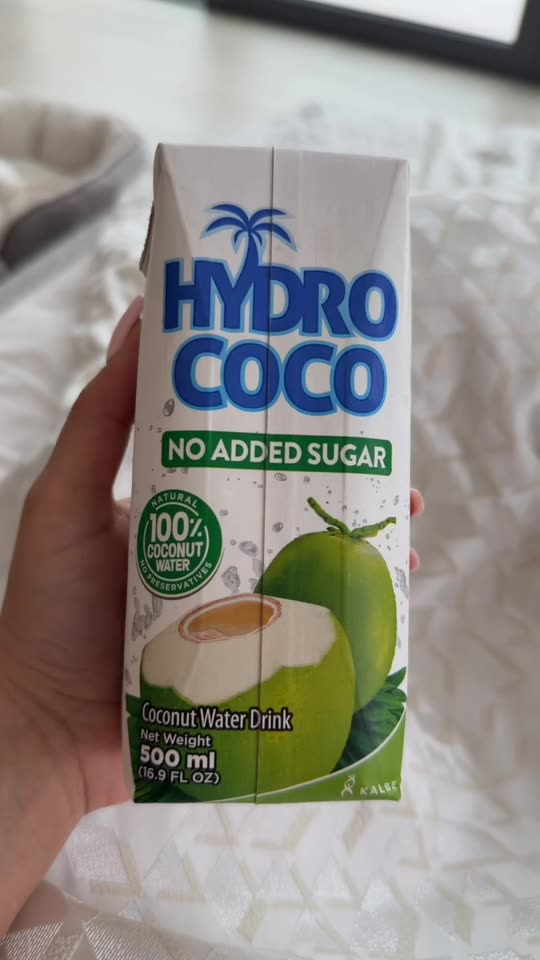 HYDRO
COCO
NO ADDED SUGAR
NATURAL
100%
COCONUT
WATER
NO PRESERVATIVES
Coconut Water Drink
Net Weight
500 ml
(16.9 FL OZ)
KALBE